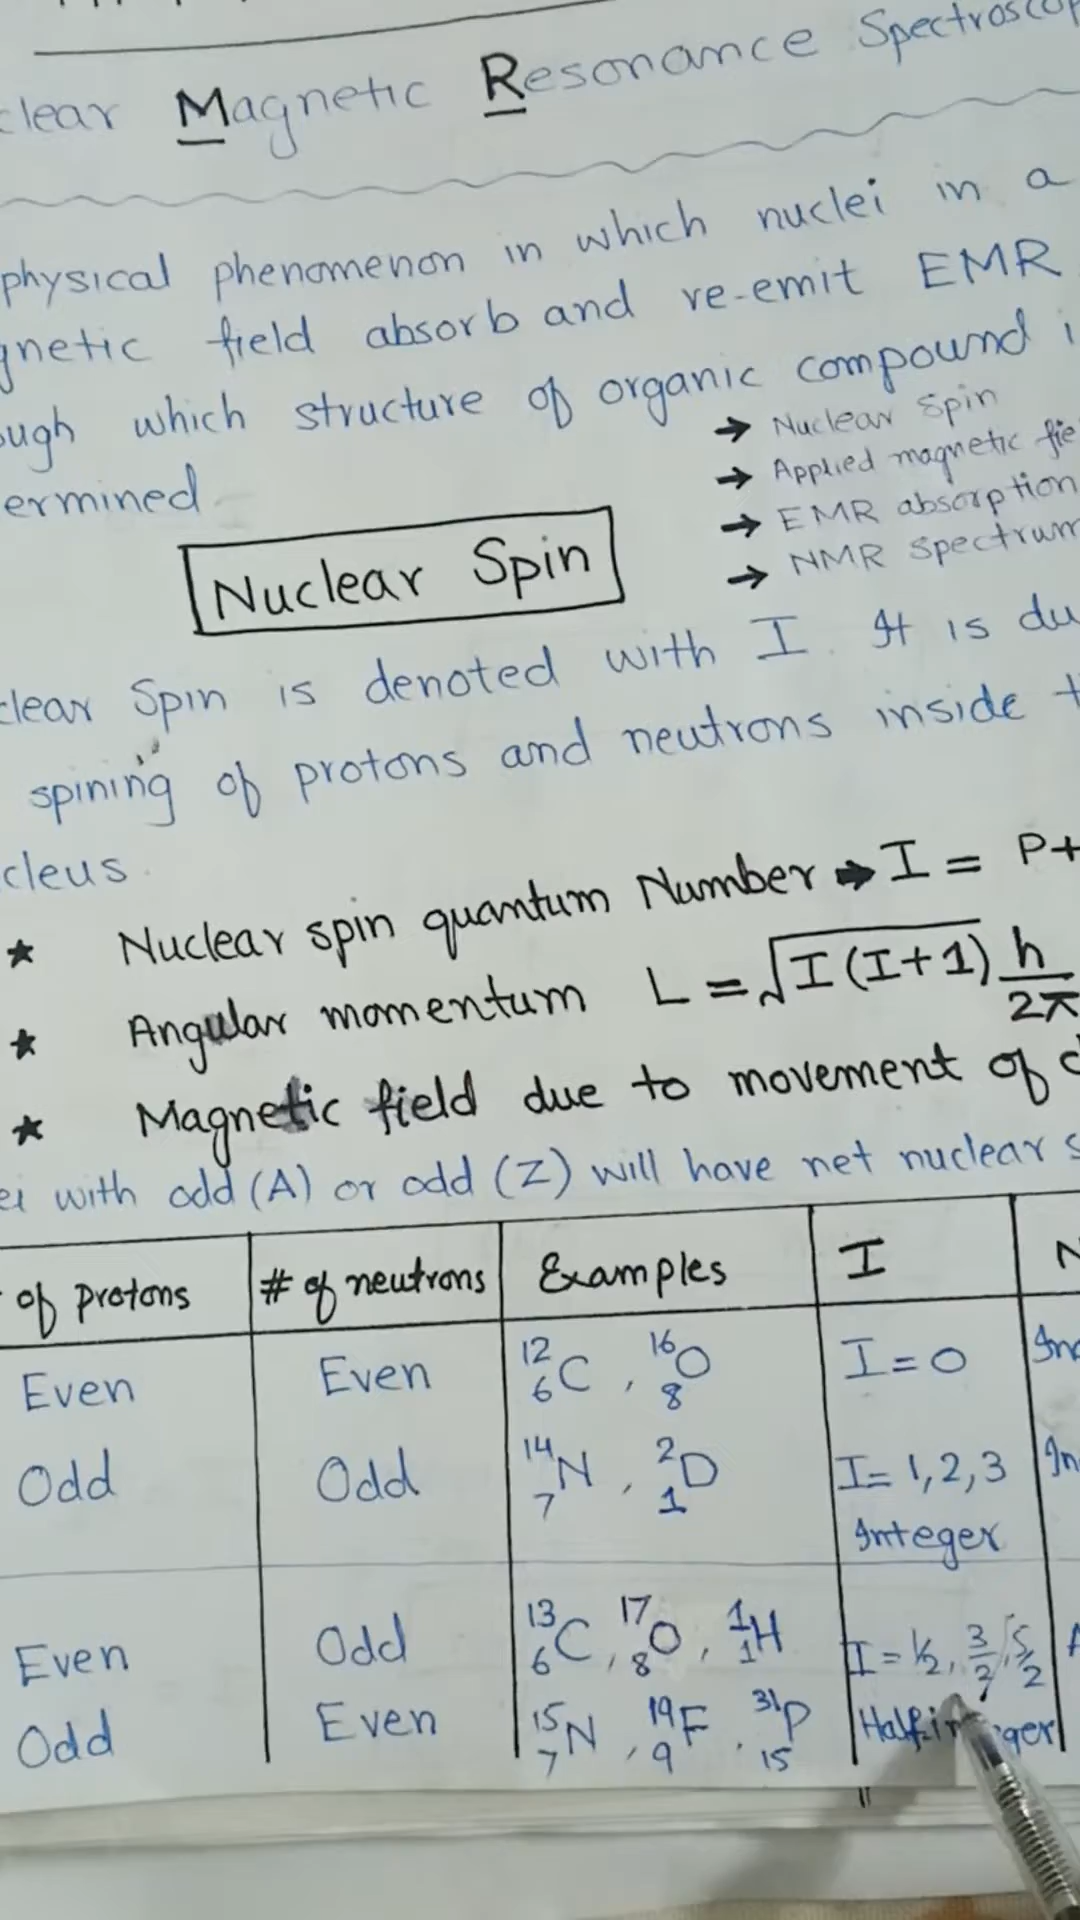 clear Magnetic Resonance Spectroscop
physical phenomenon in which nuclei in a
gnetic field absorb and re-emit EMR
ough which structure of organic compound i
ermined
→ Nuclear Spin
→ Applied magnetic fie
→ EMR absorption
→ NMR spectrum
Nuclear Spin
clear Spin is denoted with I. It is du
spining of protons and neutrons inside t
cleus.
★ Nuclear spin quantum Number → I = P+
★ Angular momentum L = √I(I+1) h/2π
★ Magnetic field due to movement of c
ei with odd (A) or odd (Z) will have net nuclear s
of protons # of neutrons Examples I N
Even Even ¹²₆C, ¹⁶₈O I=0 In
Odd Odd ¹⁴₇N, ²₁D I= 1,2,3 In
Integer
Even Odd ¹³₆C, ¹⁷₈O, ¹₁H I = ½, 3/2, 5/2 A
Odd Even ¹⁵₇N, ¹⁹₉F, ³¹₁₅P